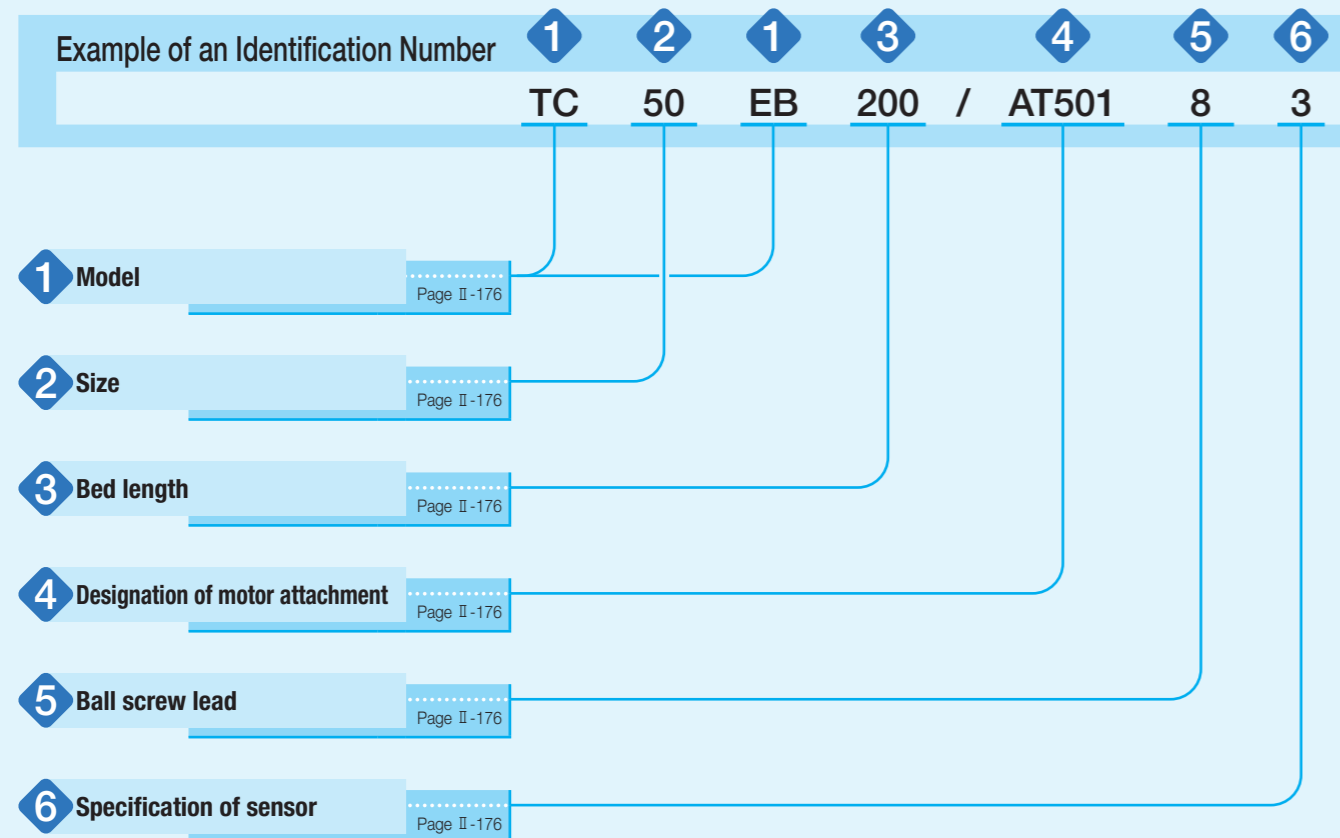 Example of an Identification Number 1 2 1 3 4 5 6
TC 50 EB 200 / AT501 8 3
1 Model
Page Ⅱ-176
2 Size
Page Ⅱ-176
3 Bed length
Page Ⅱ-176
4 Designation of motor attachment
Page Ⅱ-176
5 Ball screw lead
Page Ⅱ-176
6 Specification of sensor
Page Ⅱ-176